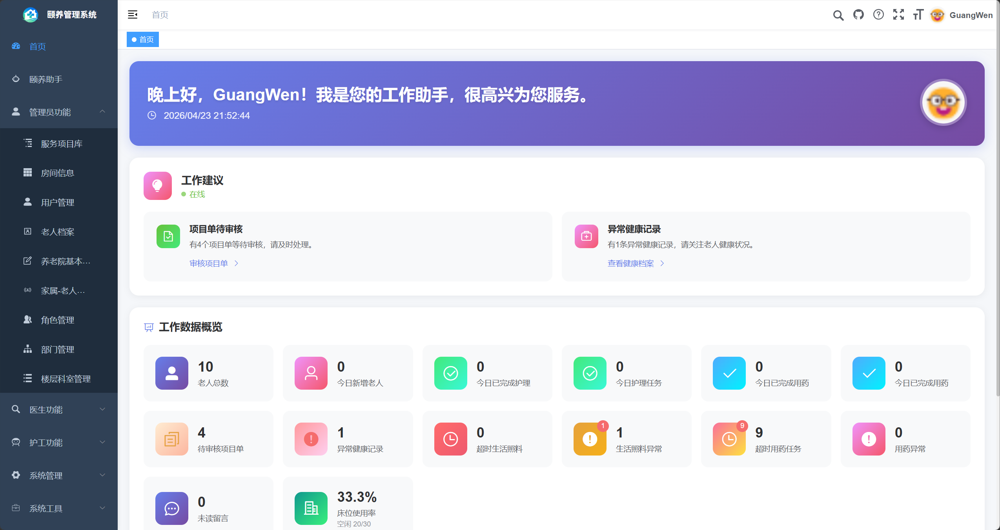 颐养管理系统
首页
GuangWen
首页
首页
颐养助手
管理员功能
服务项目库
房间信息
用户管理
老人档案
养老院基本...
家属-老人...
角色管理
部门管理
楼层科室管理
医生功能
护工功能
系统管理
系统工具
晚上好，GuangWen！我是您的工作助手，很高兴为您服务。
2026/04/23 21:52:44
工作建议
在线
项目单待审核
有4个项目单等待审核，请及时处理。
审核项目单
异常健康记录
有1条异常健康记录，请关注老人健康状况。
查看健康档案
工作数据概览
10
老人总数
0
今日新增老人
0
今日已完成护理
0
今日护理任务
0
今日已完成用药
0
今日已完成用药
4
待审核项目单
1
异常健康记录
0
超时生活照料
1
1
生活照料异常
9
9
超时用药任务
0
用药异常
0
未读留言
33.3%
床位使用率
空闲 20/30